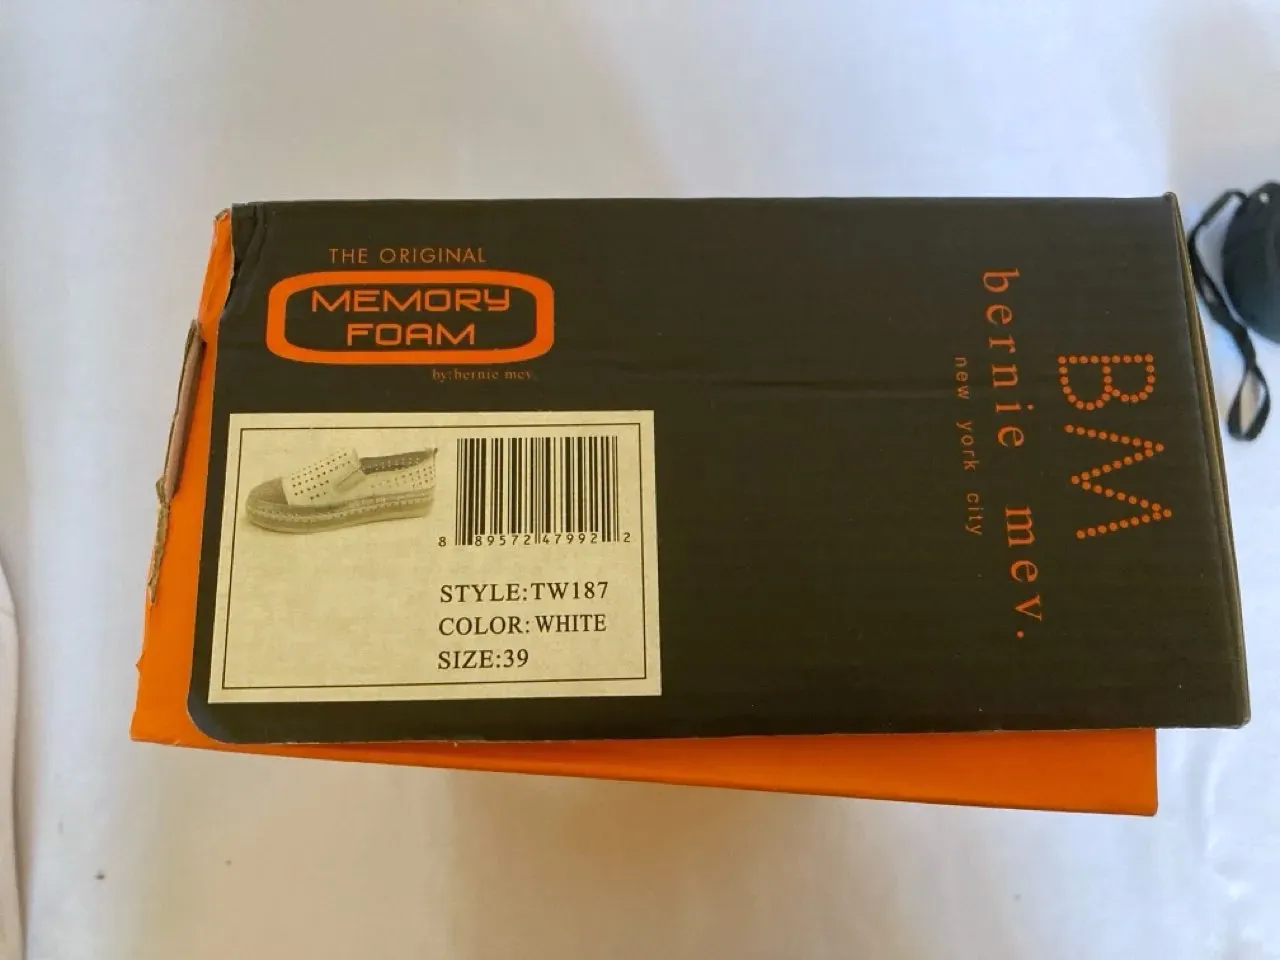 THE ORIGINAL
MEMORY
FOAM
by:bernie mev.
8 89572 47992 2
STYLE:TW187
COLOR: WHITE
SIZE:39
BM
bernie mev.
new york city